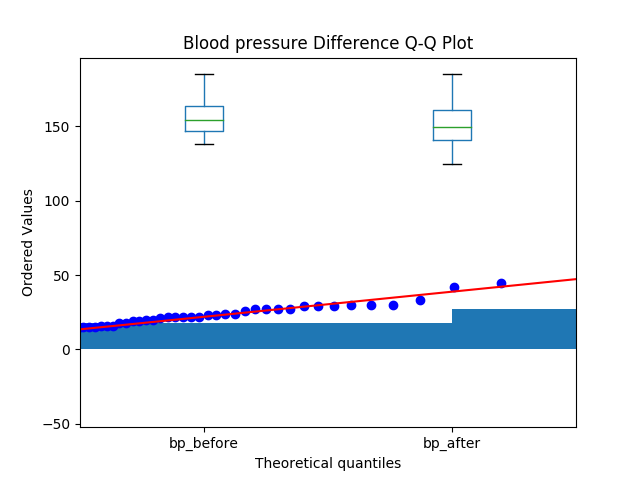 Blood pressure Difference Q-Q Plot
Ordered Values
150
100
50
0
−50
bp_before
bp_after
Theoretical quantiles